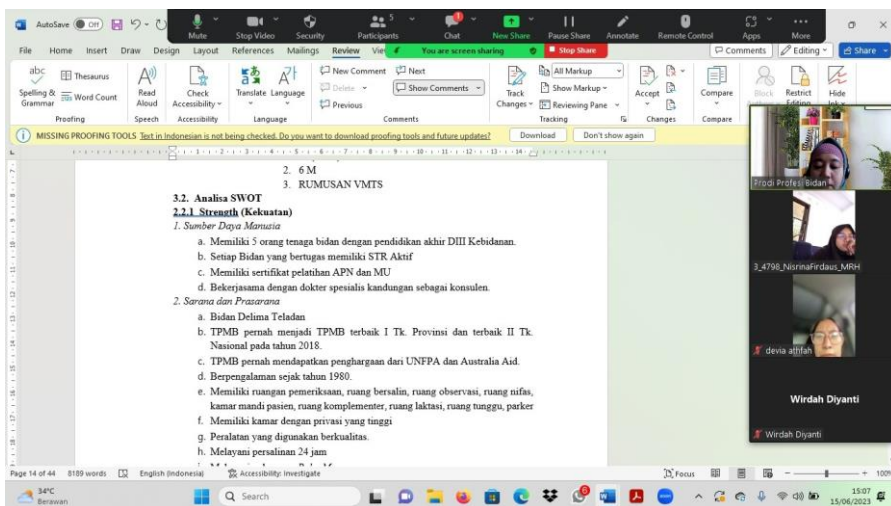 AutoSave Off
Mute
Stop Video
Security
5
Participants
Chat
New Share
Pause Share
Annotate
Remote Control
Apps
More
File Home Insert Draw Design Layout References Mailings Review
You are screen sharing
Stop Share
Comments
Editing
Share
abc
Spelling & Grammar
Thesaurus
Word Count
Read Aloud
Check Accessibility
Translate
Language
New Comment
Delete
Previous
Next
Show Comments
Track Changes
All Markup
Show Markup
Reviewing Pane
Accept
Compare
Block
Restrict Editing
Hide
Proofing
Speech
Accessibility
Language
Comments
Tracking
Changes
Compare
MISSING PROOFING TOOLS Text in Indonesian is not being checked. Do you want to download proofing tools and future updates? Download Don't show again
2. 6 M
3. RUMUSAN VMTS
3.2. Analisa SWOT
2.2.1 Strength (Kekuatan)
1. Sumber Daya Manusia
a. Memiliki 5 orang tenaga bidan dengan pendidikan akhir DIII Kebidanan.
b. Setiap Bidan yang bertugas memiliki STR Aktif
c. Memiliki sertifikat pelatihan APN dan MU
d. Bekerjasama dengan dokter spesialis kandungan sebagai konsulen.
2. Sarana dan Prasarana
a. Bidan Delima Teladan
b. TPMB pernah menjadi TPMB terbaik I Tk. Provinsi dan terbaik II Tk.
Nasional pada tahun 2018.
c. TPMB pernah mendapatkan penghargaan dari UNFPA dan Australia Aid.
d. Berpengalaman sejak tahun 1980.
e. Memiliki ruangan pemeriksaan, ruang bersalin, ruang observasi, ruang nifas,
kamar mandi pasien, ruang komplementer, ruang laktasi, ruang tunggu, parker
f. Memiliki kamar dengan privasi yang tinggi
g. Peralatan yang digunakan berkualitas.
h. Melayani persalinan 24 jam
Prodi Profesi Bidan
3_4798_NisrinaFirdaus_MRH
devia athfah
Wirdah Diyanti
Wirdah Diyanti
Page 14 of 44 8189 words English (Indonesia) Accessibility: Investigate Focus 100%
34°C
Berawan
Search
15:07
15/06/2023